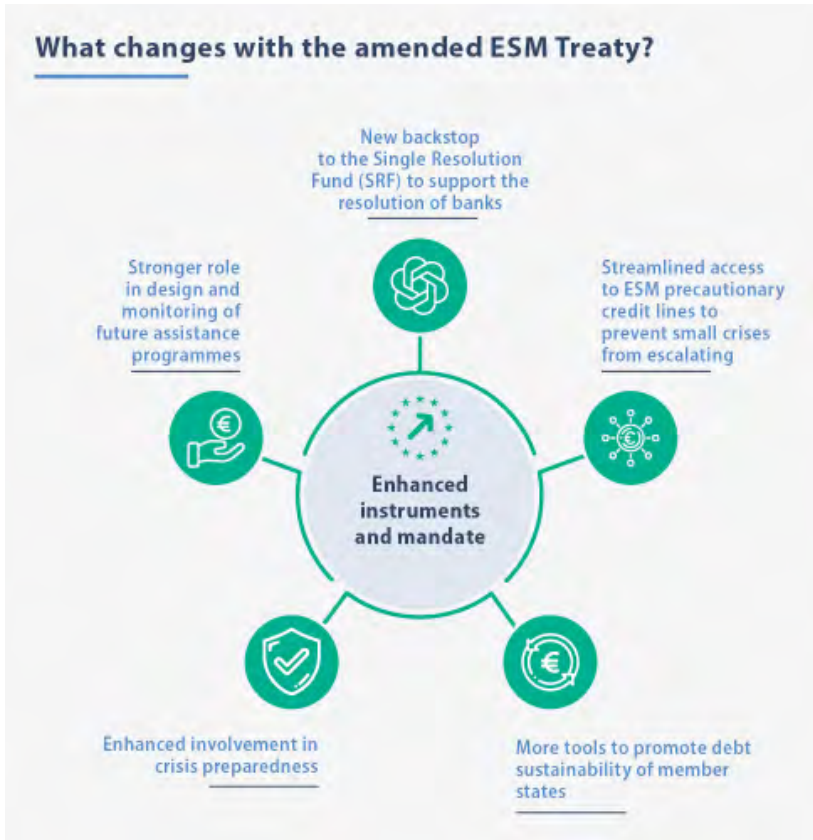 What changes with the amended ESM Treaty?
New backstop
to the Single Resolution
Fund (SRF) to support the
resolution of banks
Stronger role
in design and
monitoring of
future assistance
programmes
Streamlined access
to ESM precautionary
credit lines to
prevent small crises
from escalating
€
€
Enhanced
instruments
and mandate
€
Enhanced involvement in
crisis preparedness
More tools to promote debt
sustainability of member
states